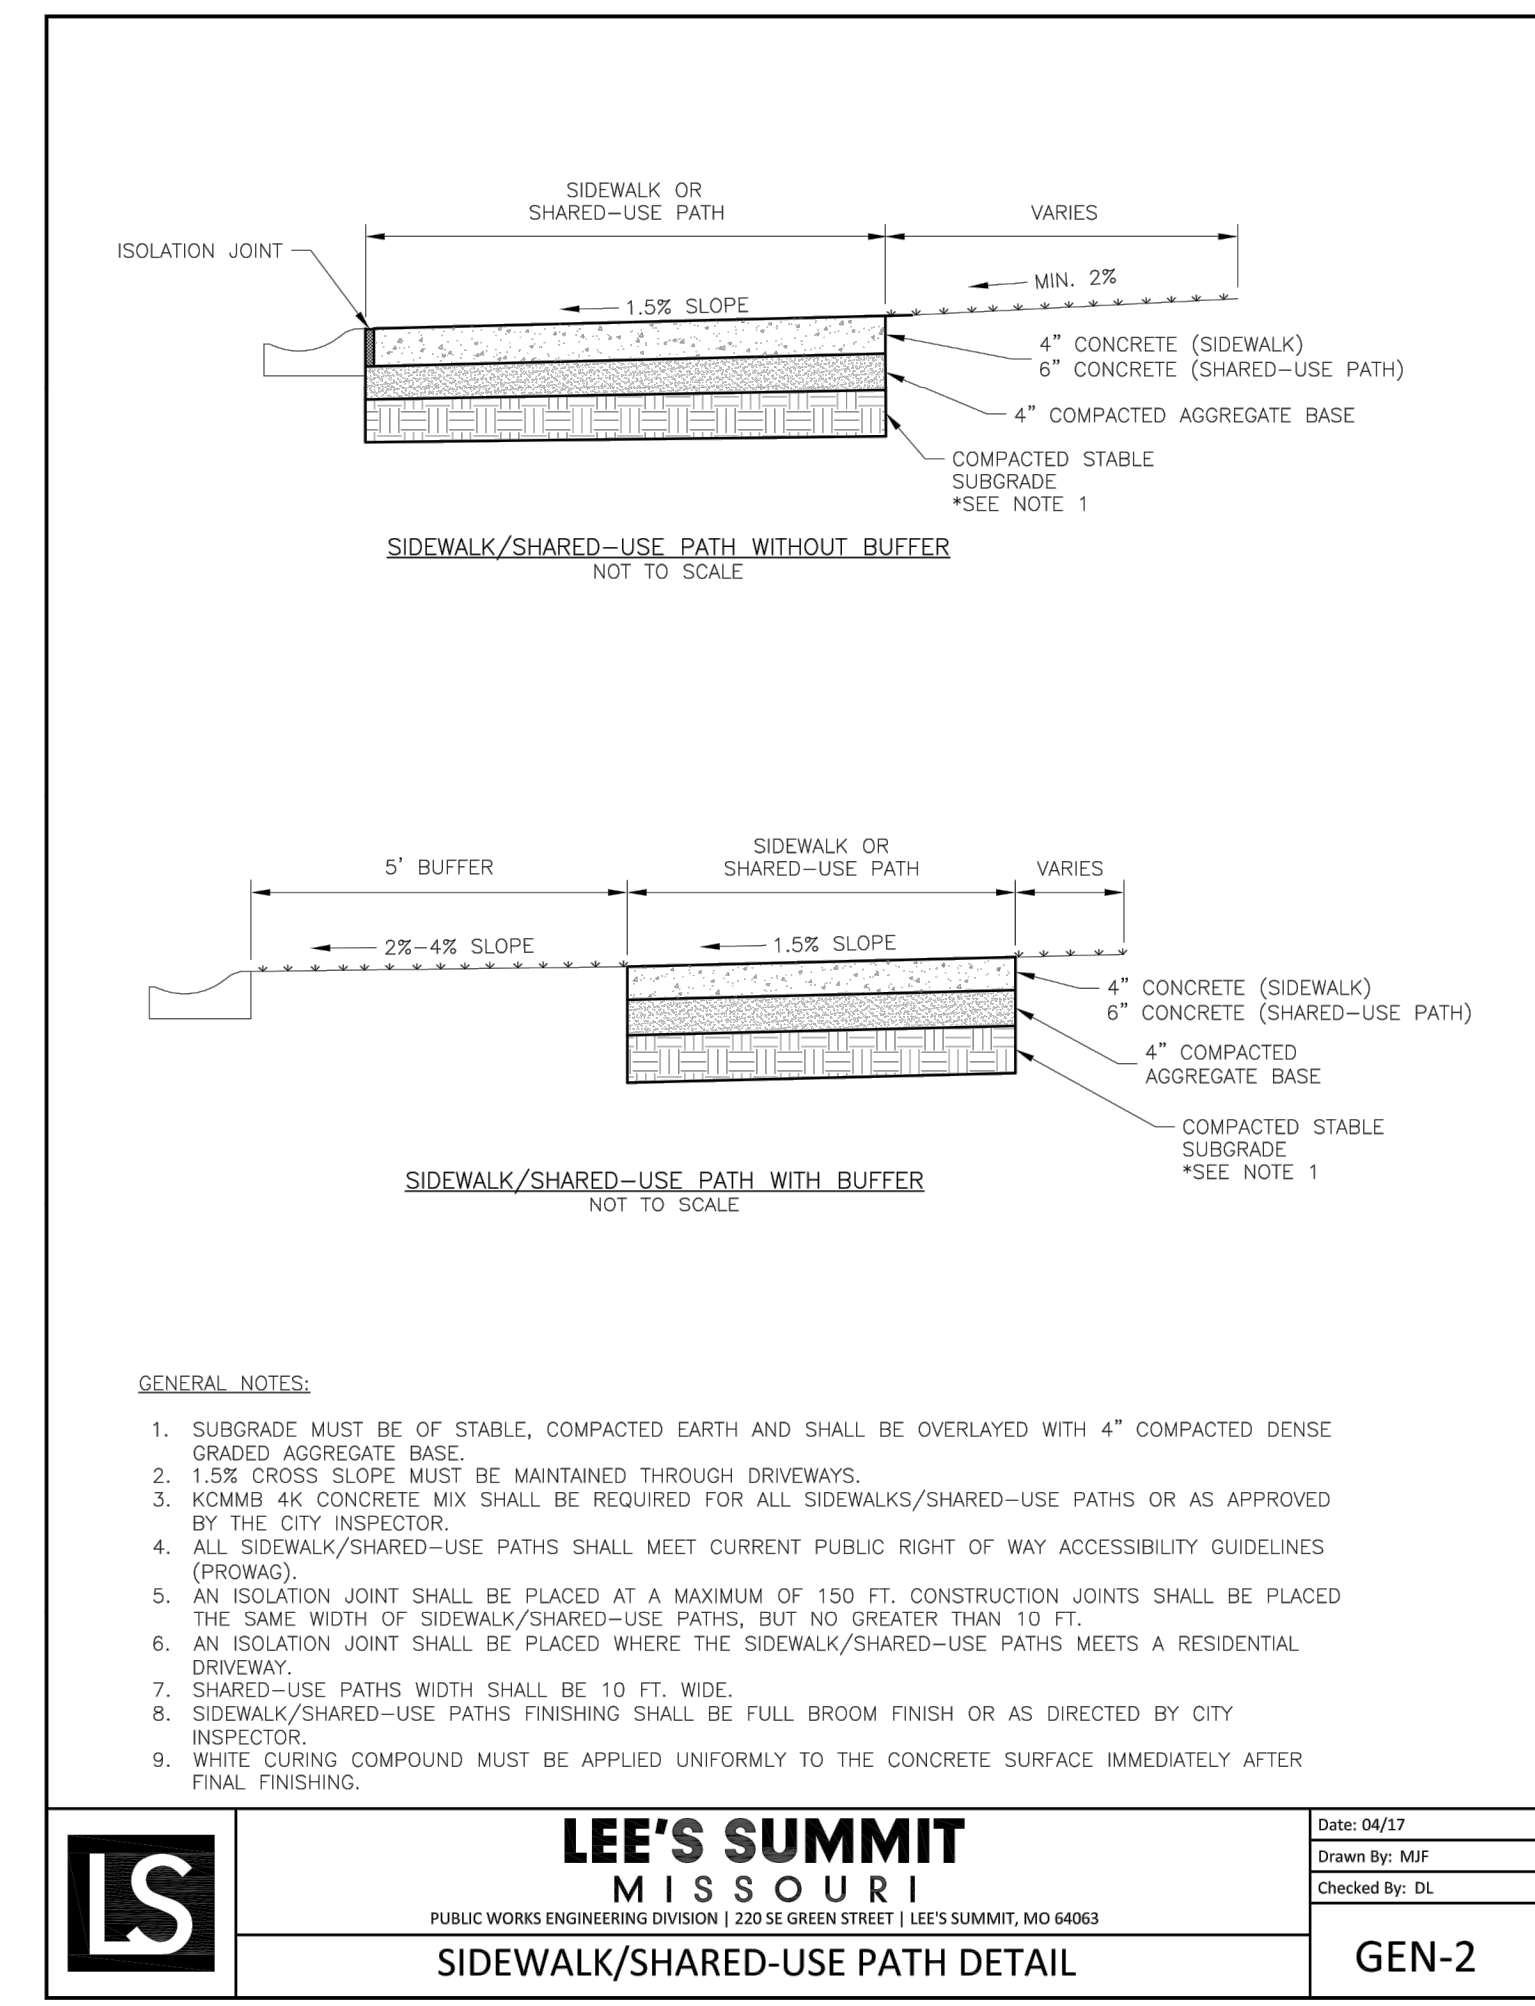 SIDEWALK OR
SHARED-USE PATH
VARIES
ISOLATION JOINT
MIN. 2%
1.5% SLOPE
4" CONCRETE (SIDEWALK)
6" CONCRETE (SHARED-USE PATH)
4" COMPACTED AGGREGATE BASE
COMPACTED STABLE
SUBGRADE
*SEE NOTE 1
SIDEWALK/SHARED-USE PATH WITHOUT BUFFER
NOT TO SCALE
5' BUFFER
SIDEWALK OR
SHARED-USE PATH
VARIES
2%-4% SLOPE
1.5% SLOPE
4" CONCRETE (SIDEWALK)
6" CONCRETE (SHARED-USE PATH)
4" COMPACTED
AGGREGATE BASE
COMPACTED STABLE
SUBGRADE
*SEE NOTE 1
SIDEWALK/SHARED-USE PATH WITH BUFFER
NOT TO SCALE
GENERAL NOTES:
1. SUBGRADE MUST BE OF STABLE, COMPACTED EARTH AND SHALL BE OVERLAYED WITH 4" COMPACTED DENSE
GRADED AGGREGATE BASE.
2. 1.5% CROSS SLOPE MUST BE MAINTAINED THROUGH DRIVEWAYS.
3. KCMMB 4K CONCRETE MIX SHALL BE REQUIRED FOR ALL SIDEWALKS/SHARED-USE PATHS OR AS APPROVED
BY THE CITY INSPECTOR.
4. ALL SIDEWALK/SHARED-USE PATHS SHALL MEET CURRENT PUBLIC RIGHT OF WAY ACCESSIBILITY GUIDELINES
(PROWAG).
5. AN ISOLATION JOINT SHALL BE PLACED AT A MAXIMUM OF 150 FT. CONSTRUCTION JOINTS SHALL BE PLACED
THE SAME WIDTH OF SIDEWALK/SHARED-USE PATHS, BUT NO GREATER THAN 10 FT.
6. AN ISOLATION JOINT SHALL BE PLACED WHERE THE SIDEWALK/SHARED-USE PATHS MEETS A RESIDENTIAL
DRIVEWAY.
7. SHARED-USE PATHS WIDTH SHALL BE 10 FT. WIDE.
8. SIDEWALK/SHARED-USE PATHS FINISHING SHALL BE FULL BROOM FINISH OR AS DIRECTED BY CITY
INSPECTOR.
9. WHITE CURING COMPOUND MUST BE APPLIED UNIFORMLY TO THE CONCRETE SURFACE IMMEDIATELY AFTER
FINAL FINISHING.
LS
LEE'S SUMMIT
MISSOURI
PUBLIC WORKS ENGINEERING DIVISION | 220 SE GREEN STREET | LEE'S SUMMIT, MO 64063
SIDEWALK/SHARED-USE PATH DETAIL
Date: 04/17
Drawn By: MJF
Checked By: DL
GEN-2